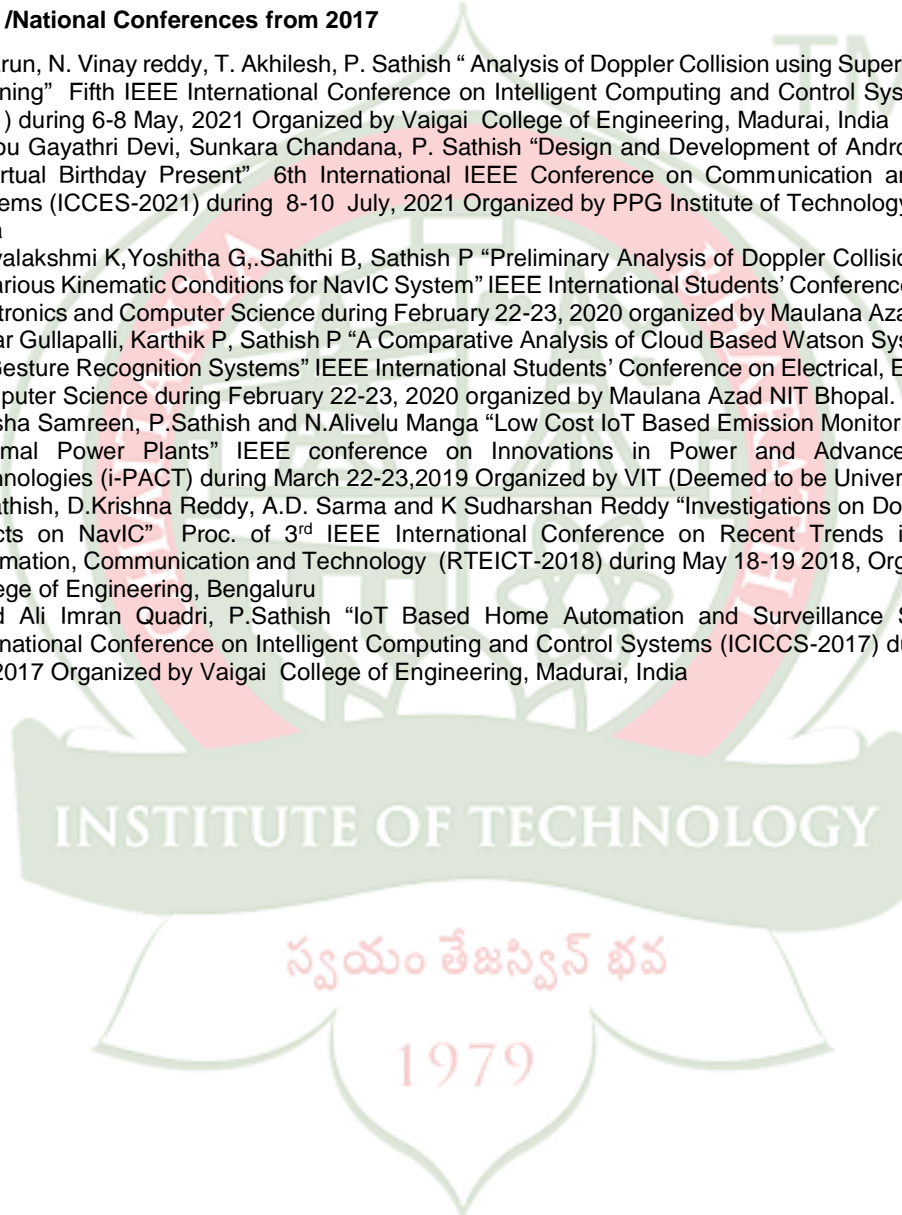 /National Conferences from 2017
run, N. Vinay reddy, T. Akhilesh, P. Sathish “ Analysis of Doppler Collision using Super
ning” Fifth IEEE International Conference on Intelligent Computing and Control Sys
) during 6-8 May, 2021 Organized by Vaigai College of Engineering, Madurai, India
bu Gayathri Devi, Sunkara Chandana, P. Sathish “Design and Development of Andro
rtual Birthday Present” 6th International IEEE Conference on Communication an
ems (ICCES-2021) during 8-10 July, 2021 Organized by PPG Institute of Technology
a
valakshmi K,Yoshitha G,.Sahithi B, Sathish P “Preliminary Analysis of Doppler Collisio
arious Kinematic Conditions for NavIC System” IEEE International Students’ Conference
tronics and Computer Science during February 22-23, 2020 organized by Maulana Aza
ar Gullapalli, Karthik P, Sathish P “A Comparative Analysis of Cloud Based Watson Sys
Gesture Recognition Systems” IEEE International Students’ Conference on Electrical, E
puter Science during February 22-23, 2020 organized by Maulana Azad NIT Bhopal.
sha Samreen, P.Sathish and N.Alivelu Manga “Low Cost IoT Based Emission Monitor
rmal Power Plants” IEEE conference on Innovations in Power and Advance
hnologies (i-PACT) during March 22-23,2019 Organized by VIT (Deemed to be Univer
athish, D.Krishna Reddy, A.D. Sarma and K Sudharshan Reddy “Investigations on Do
cts on NavIC” Proc. of 3rd IEEE International Conference on Recent Trends i
rmation, Communication and Technology (RTEICT-2018) during May 18-19 2018, Org
ege of Engineering, Bengaluru
d Ali Imran Quadri, P.Sathish “IoT Based Home Automation and Surveillance S
rnational Conference on Intelligent Computing and Control Systems (ICICCS-2017) du
2017 Organized by Vaigai College of Engineering, Madurai, India
TM
CHAITANYA BHARATHI
INSTITUTE OF TECHNOLOGY
స్వయం తేజస్విన్ భవ
1979